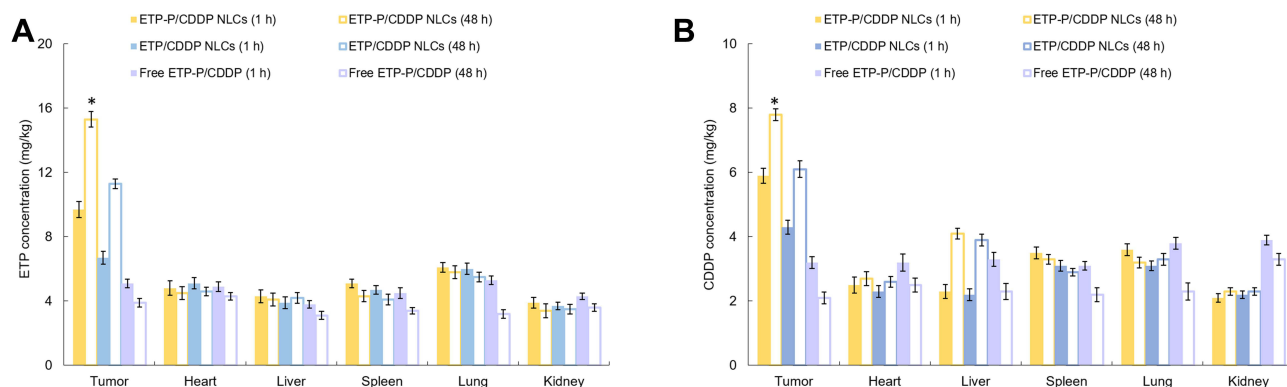 A
ETP-P/CDDP NLCs (1 h) ETP-P/CDDP NLCs (48 h)
ETP/CDDP NLCs (1 h) ETP/CDDP NLCs (48 h)
Free ETP-P/CDDP (1 h) Free ETP-P/CDDP (48 h)
ETP concentration (mg/kg)
20
16
12
8
4
0
*
Tumor Heart Liver Spleen Lung Kidney
B
ETP-P/CDDP NLCs (1 h) ETP-P/CDDP NLCs (48 h)
ETP/CDDP NLCs (1 h) ETP/CDDP NLCs (48 h)
Free ETP-P/CDDP (1 h) Free ETP-P/CDDP (48 h)
CDDP concentration (mg/kg)
10
8
6
4
2
0
*
Tumor Heart Liver Spleen Lung Kidney